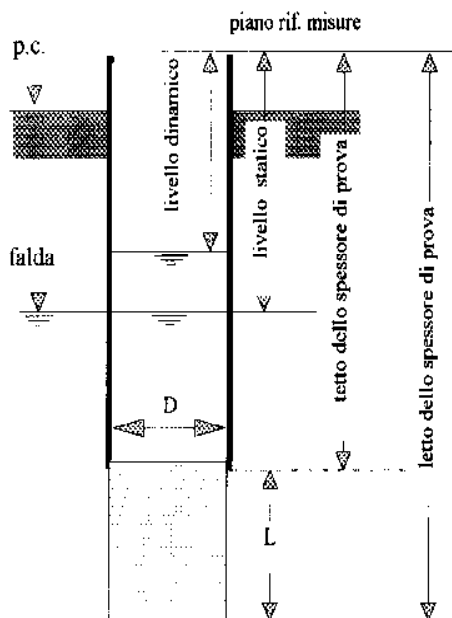 piano rif. misure
p.c.
livello dinamico
livello statico
tetto dello spessore di prova
letto dello spessore di prova
falda
D
L